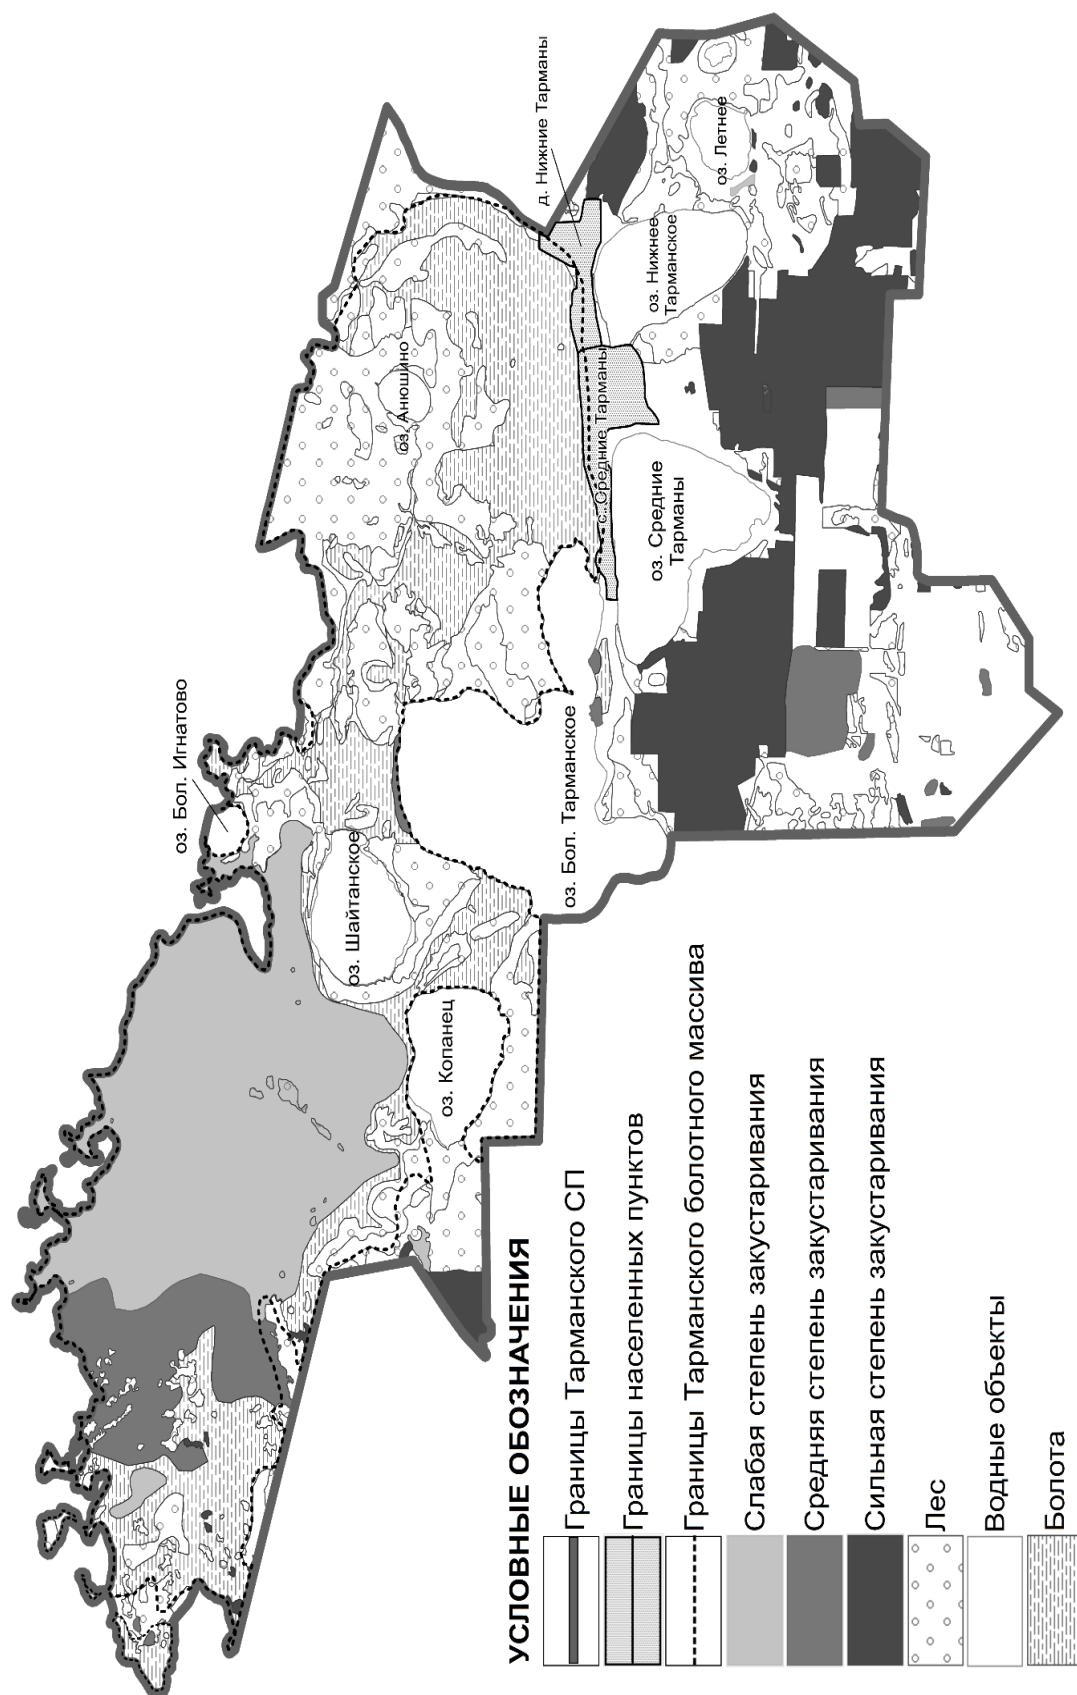 оз. Бол. Игнатово
оз. Шайтанское
оз. Копанец
оз. Бол. Тарманское
оз. Анюшино
д. Нижние Тарманы
с. Средние Тарманы
оз. Средние
Тарманы
оз. Нижнее
Тарманское
оз. Летнее
УСЛОВНЫЕ ОБОЗНАЧЕНИЯ
Границы Тарманского СП
Границы населенных пунктов
Границы Тарманского болотного массива
Слабая степень закустаривания
Средняя степень закустаривания
Сильная степень закустаривания
Лес
Водные объекты
Болота